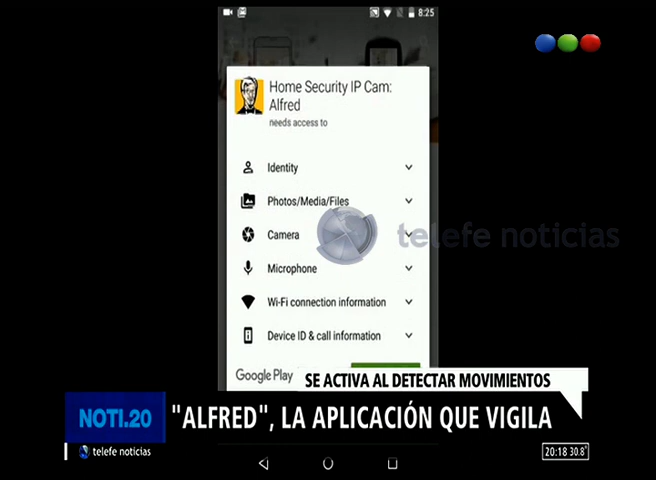 8:25
Home Security IP Cam:
Alfred
needs access to
Identity
Photos/Media/Files
Camera
telefe noticias
Microphone
Wi-Fi connection information
Device ID & call information
Google Play
SE ACTIVA AL DETECTAR MOVIMIENTOS
NOTI.20
"ALFRED", LA APLICACIÓN QUE VIGILA
telefe noticias
20:18 30.8°